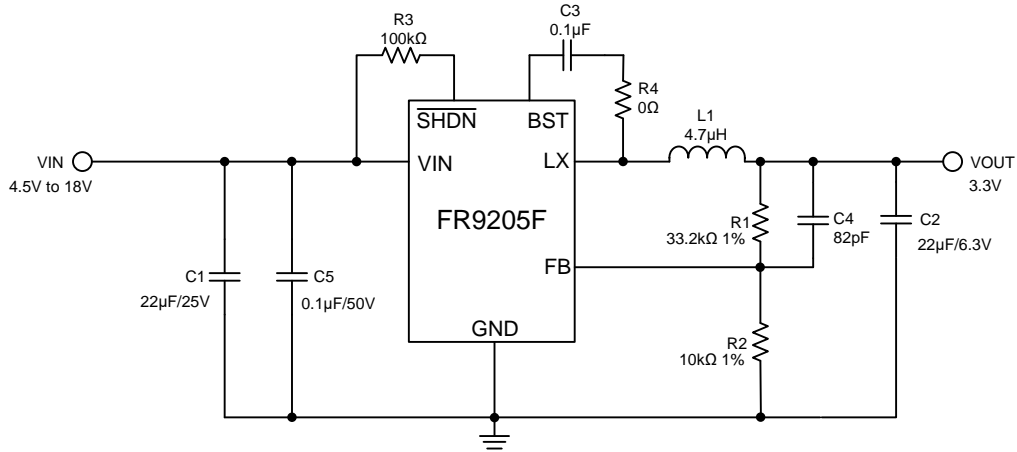 C3
0.1µF
R3
100kΩ
R4
0Ω
SHDN
BST
L1
4.7µH
VIN
4.5V to 18V
VIN
LX
VOUT
3.3V
FR9205F
R1
33.2kΩ 1%
C4
82pF
C2
22µF/6.3V
FB
C1
22µF/25V
C5
0.1µF/50V
GND
R2
10kΩ 1%